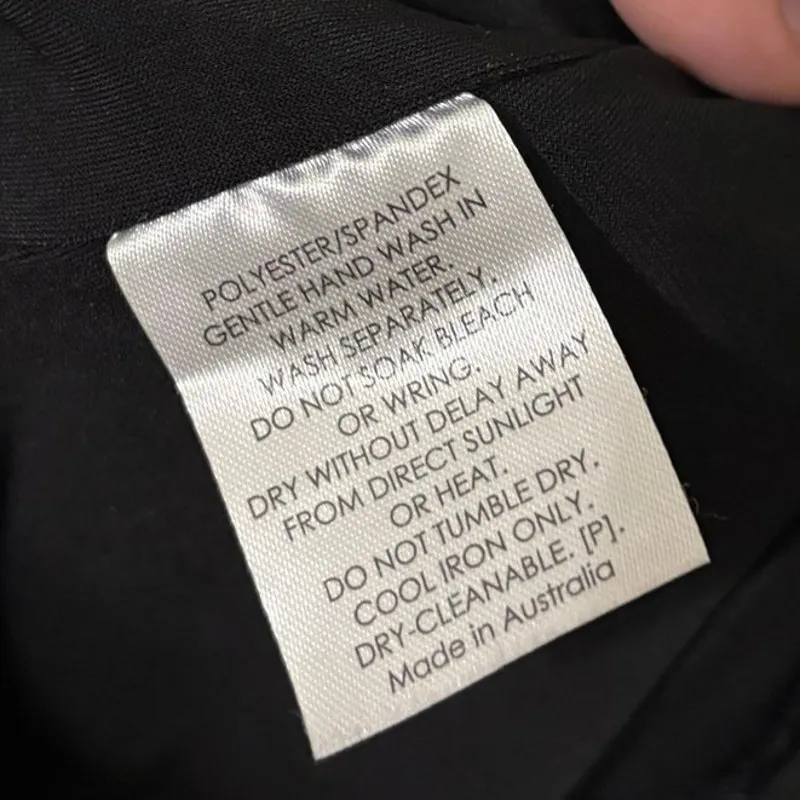 POLYESTER/SPANDEX
GENTLE HAND WASH IN
WARM WATER.
WASH SEPARATELY.
DO NOT SOAK BLEACH
OR WRING.
DRY WITHOUT DELAY AWAY
FROM DIRECT SUNLIGHT
OR HEAT.
DO NOT TUMBLE DRY.
COOL IRON ONLY.
DRY-CLEANABLE. [P].
Made in Australia